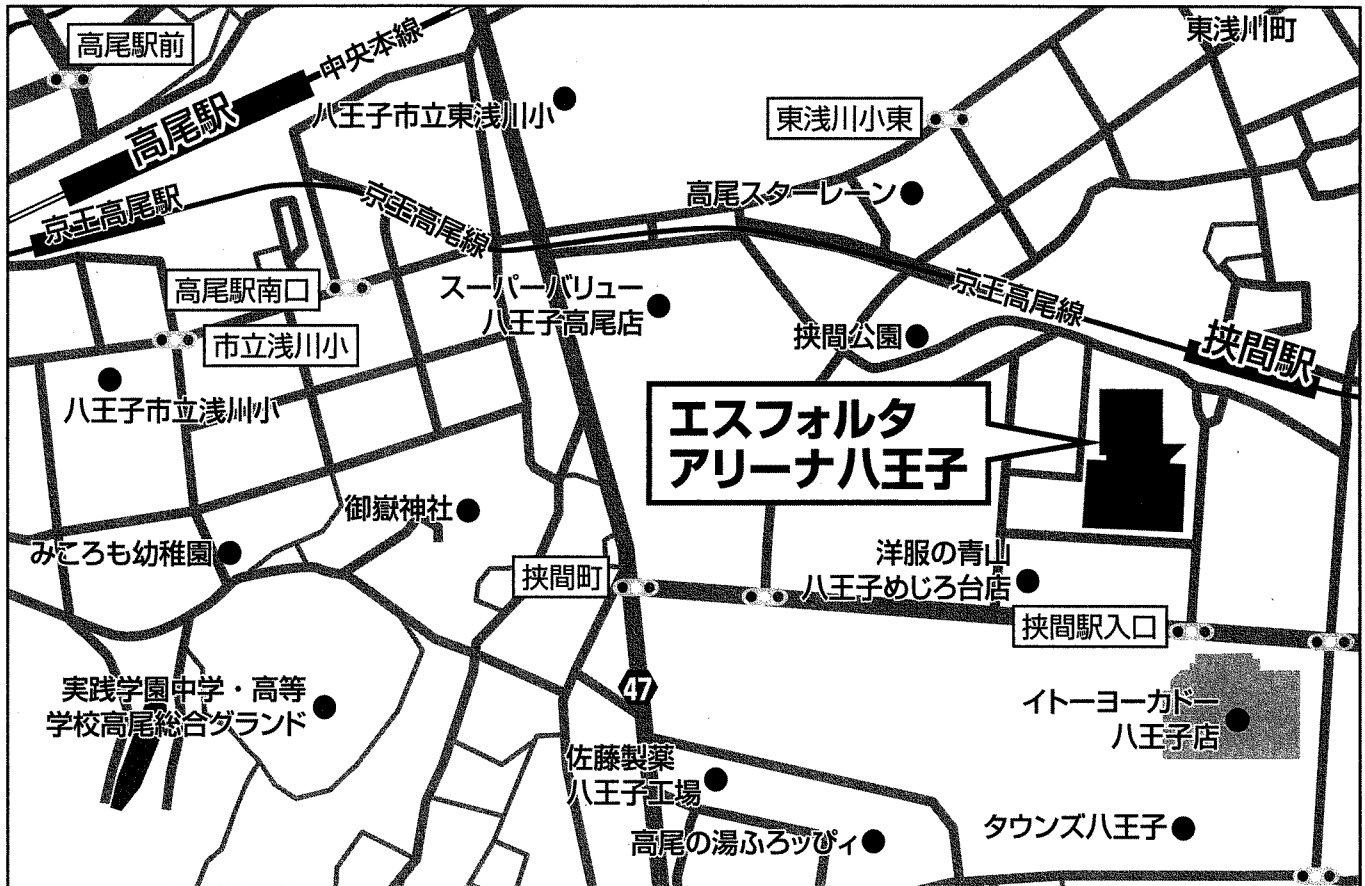 高尾駅前
中央本線
東浅川町
高尾駅
八王子市立東浅川小
東浅川小東
京王高尾駅
京王高尾線
高尾スターレーン
高尾駅南口
スーパーバリュー
八王子高尾店
京王高尾線
市立浅川小
挟間公園
挟間駅
八王子市立浅川小
エスフォルタ
アリーナ八王子
御嶽神社
みころも幼稚園
挟間町
洋服の青山
八王子めじろ台店
挟間駅入口
実践学園中学・高等
学校高尾総合グランド
47
イトーヨーカドー
八王子店
佐藤製薬
八王子工場
高尾の湯ふろッぴィ
タウンズ八王子